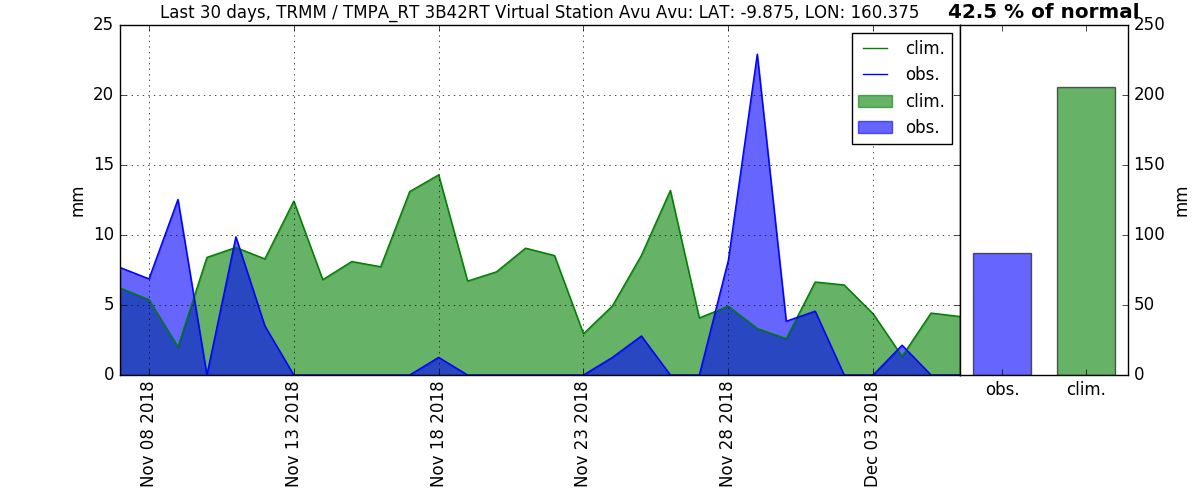 Last 30 days, TRMM / TMPA_RT 3B42RT Virtual Station Avu Avu: LAT: -9.875, LON: 160.375
42.5 % of normal
25
20
15
10
5
0
mm
clim.
obs.
clim.
obs.
250
200
150
100
50
0
mm
Nov 08 2018
Nov 13 2018
Nov 18 2018
Nov 23 2018
Nov 28 2018
Dec 03 2018
obs.
clim.